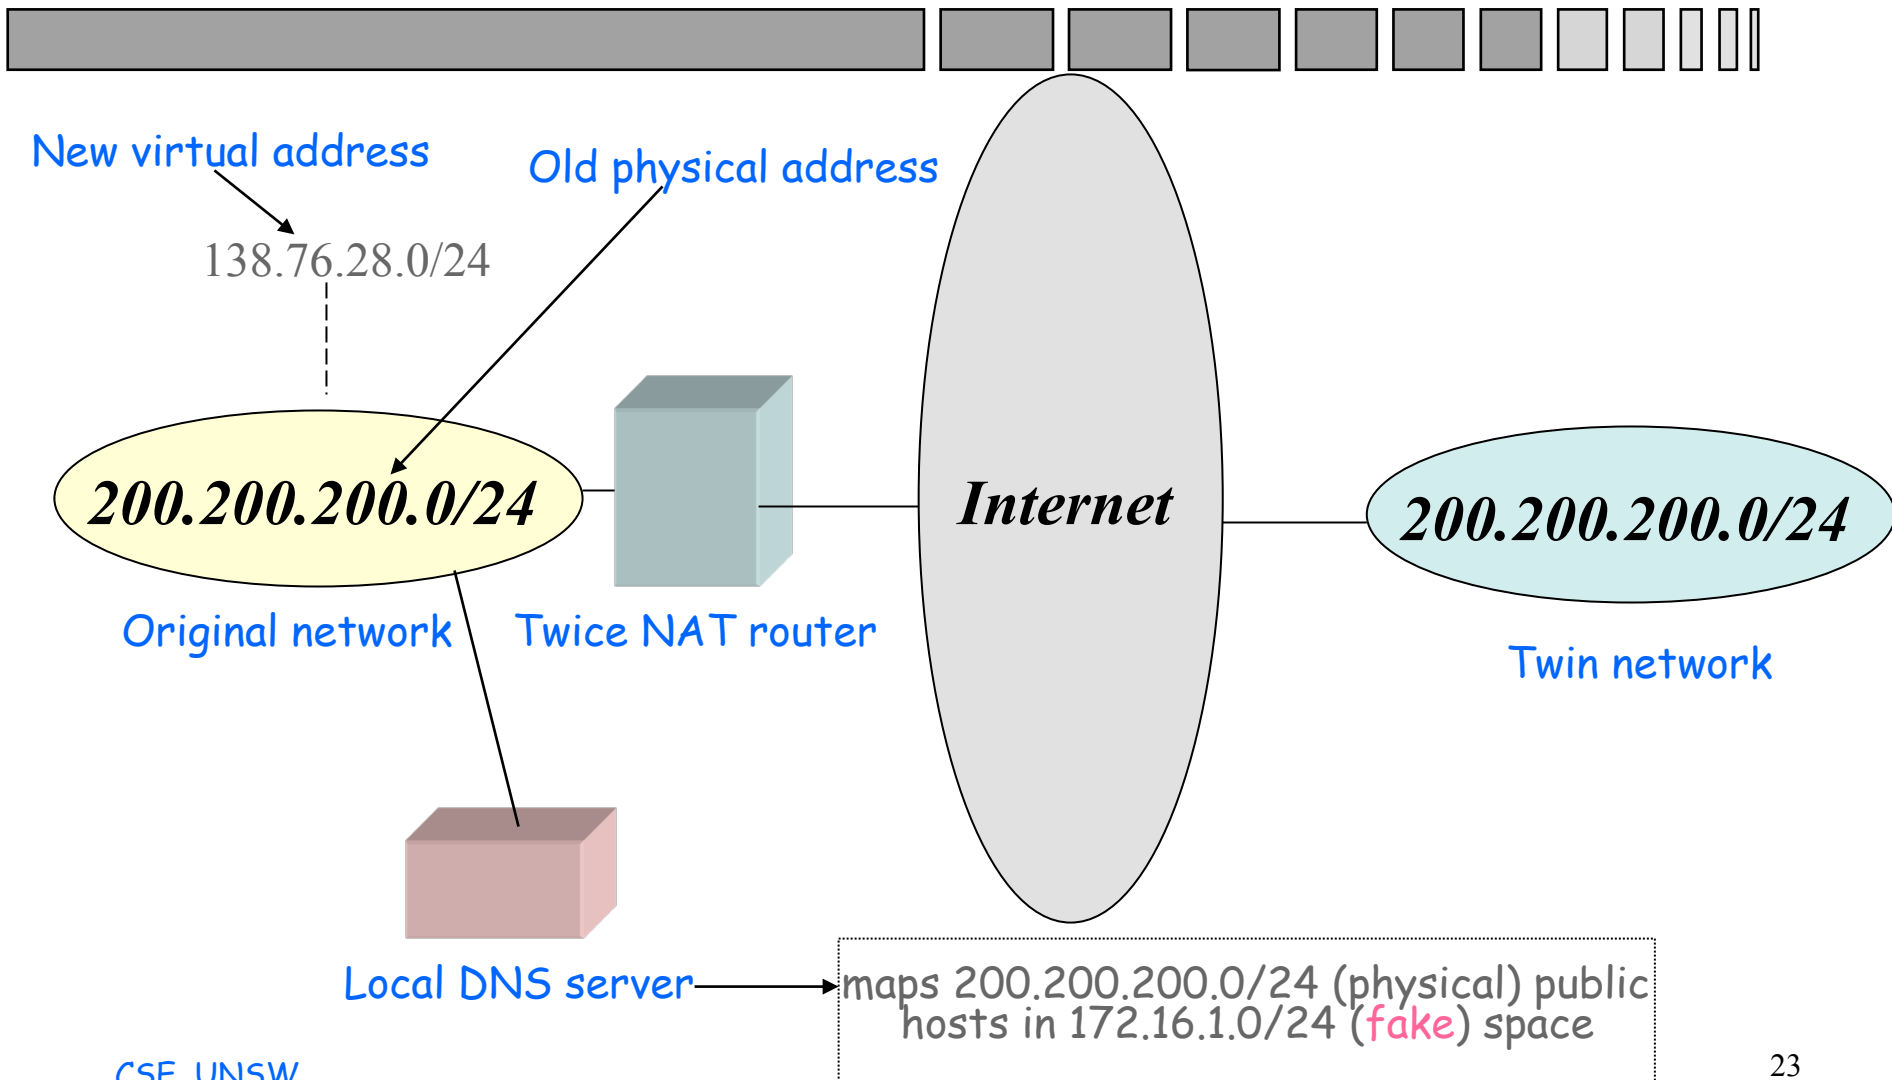 New virtual address
Old physical address
138.76.28.0/24
200.200.200.0/24
Internet
200.200.200.0/24
Original network
Twice NAT router
Twin network
Local DNS server
maps 200.200.200.0/24 (physical) public
hosts in 172.16.1.0/24 (fake) space
CSE, UNSW
23